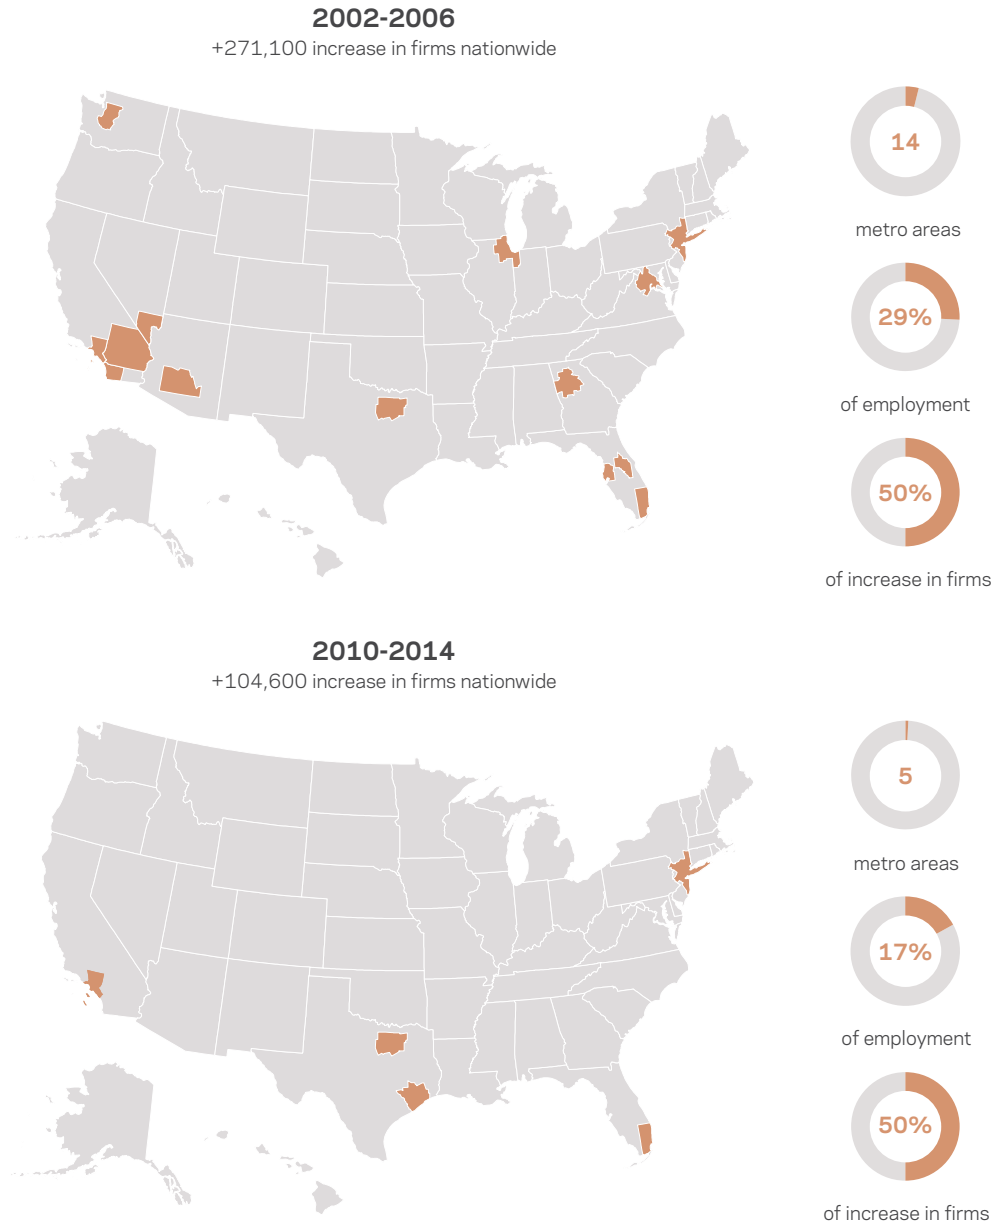 2002-2006
+271,100 increase in firms nationwide
14
metro areas
29%
of employment
50%
of increase in firms
2010-2014
+104,600 increase in firms nationwide
5
metro areas
17%
of employment
50%
of increase in firms